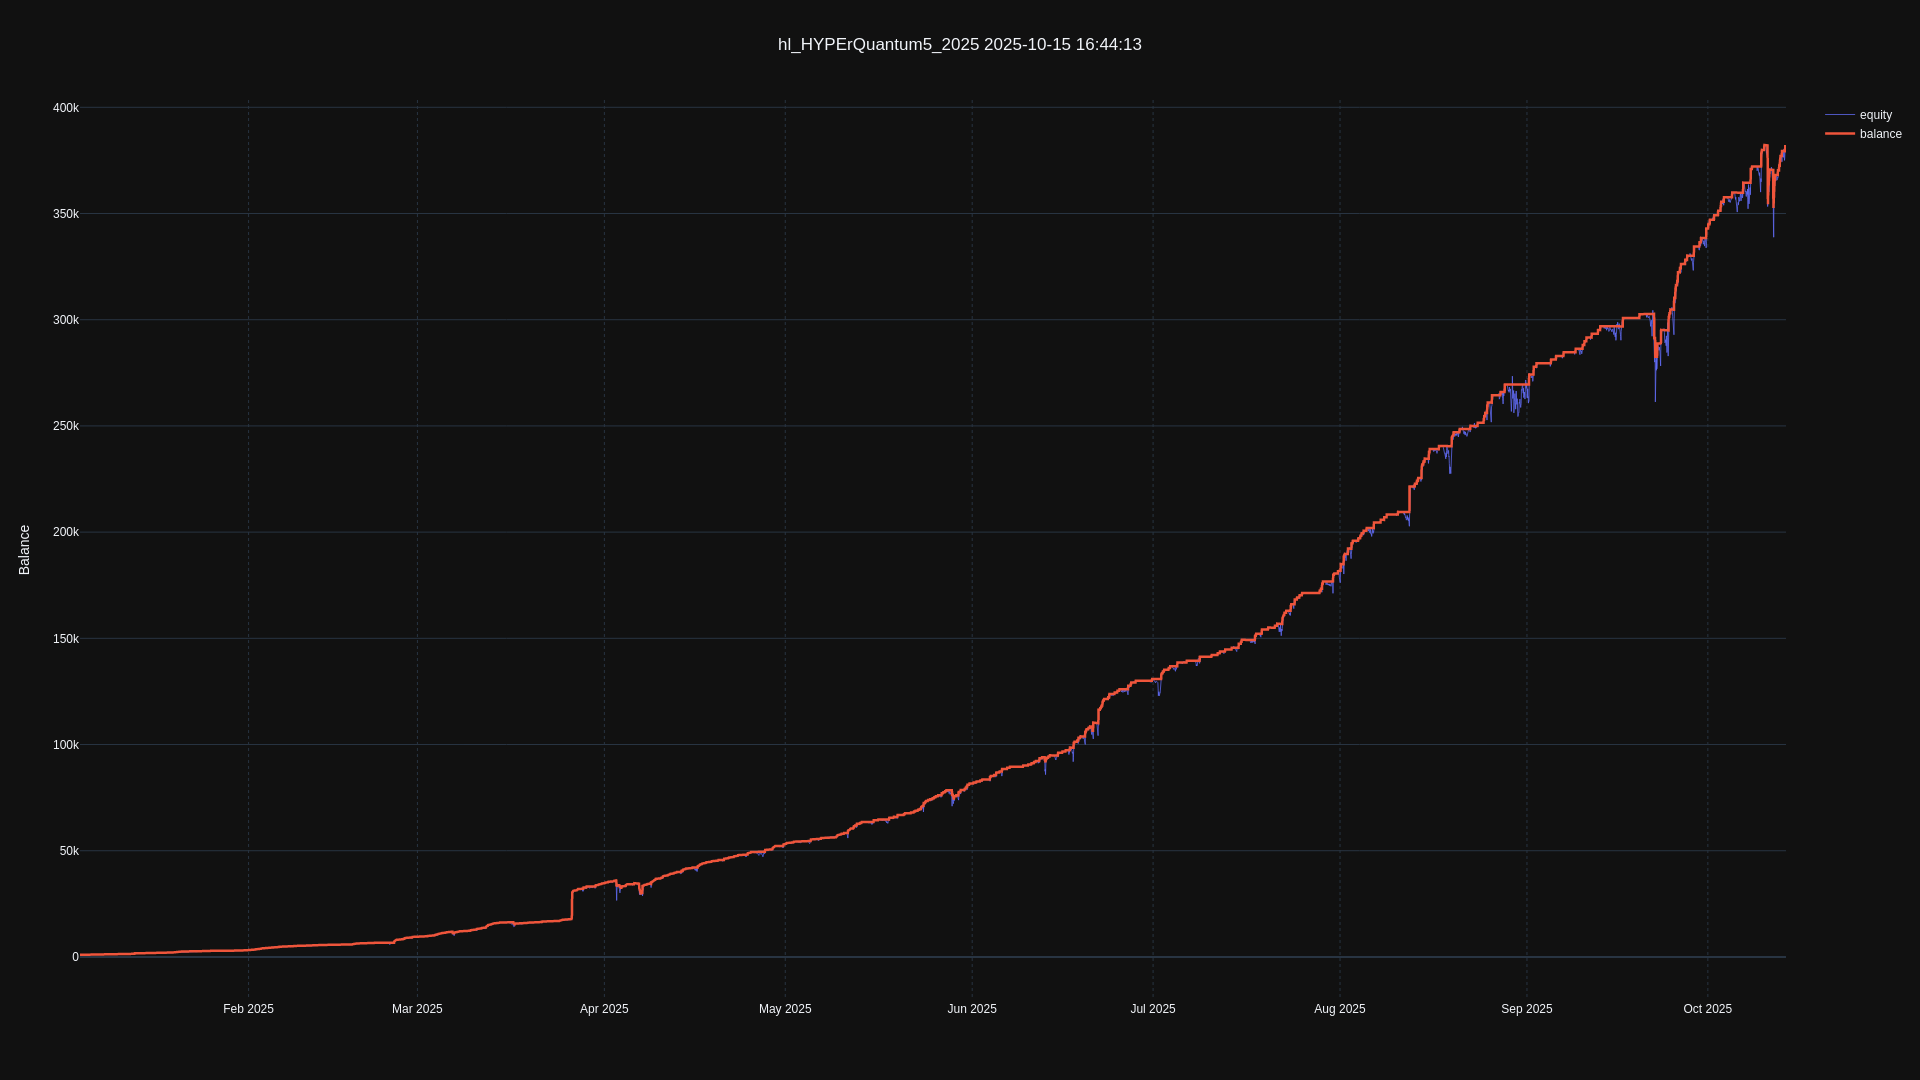 hl_HYPErQuantum5_2025 2025-10-15 16:44:13
equity
balance
Balance
400k
350k
300k
250k
200k
150k
100k
50k
0
Feb 2025
Mar 2025
Apr 2025
May 2025
Jun 2025
Jul 2025
Aug 2025
Sep 2025
Oct 2025